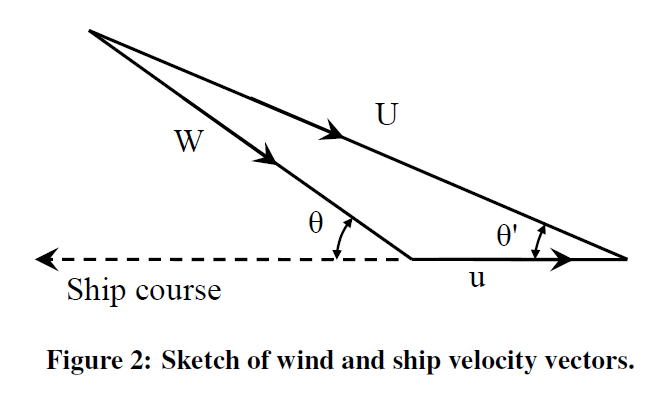 U
W
θ
θ'
u
Ship course
Figure 2: Sketch of wind and ship velocity vectors.